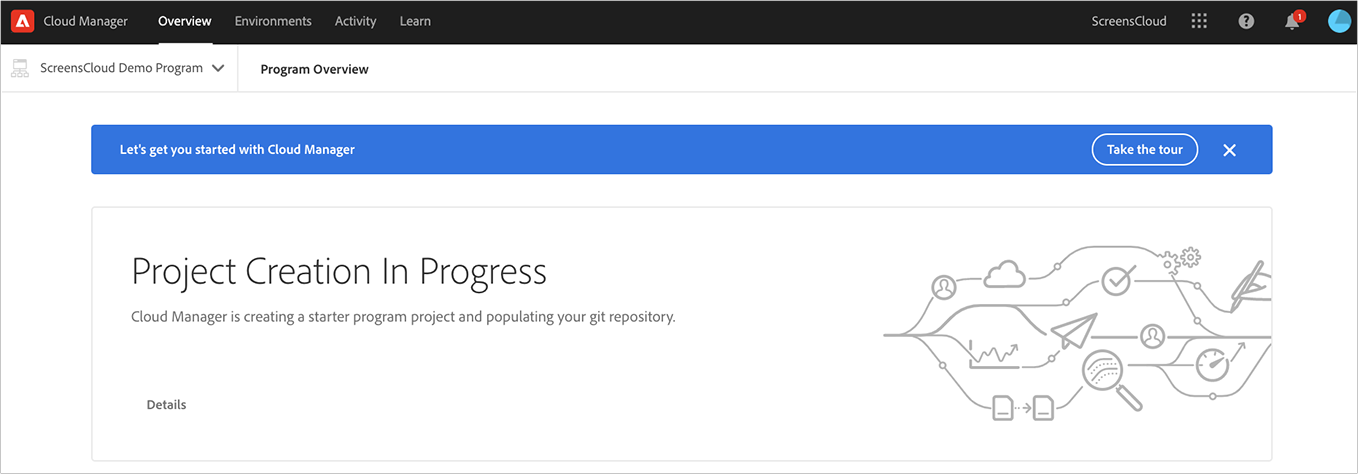 Cloud Manager Overview Environments Activity Learn ScreensCloud 1
ScreensCloud Demo Program Program Overview
Let's get you started with Cloud Manager Take the tour
Project Creation In Progress
Cloud Manager is creating a starter program project and populating your git repository.
Details